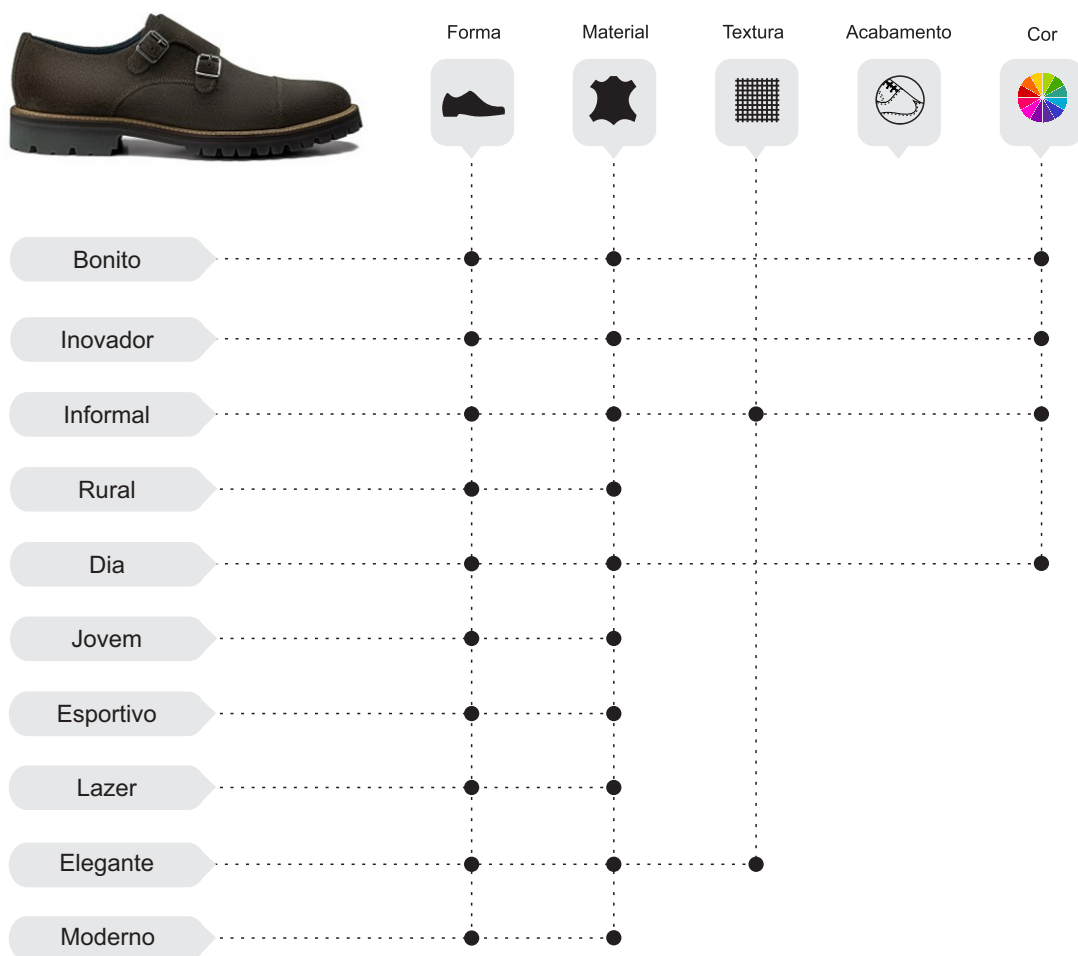 Forma Material Textura Acabamento Cor
Bonito
Inovador
Informal
Rural
Dia
Jovem
Esportivo
Lazer
Elegante
Moderno